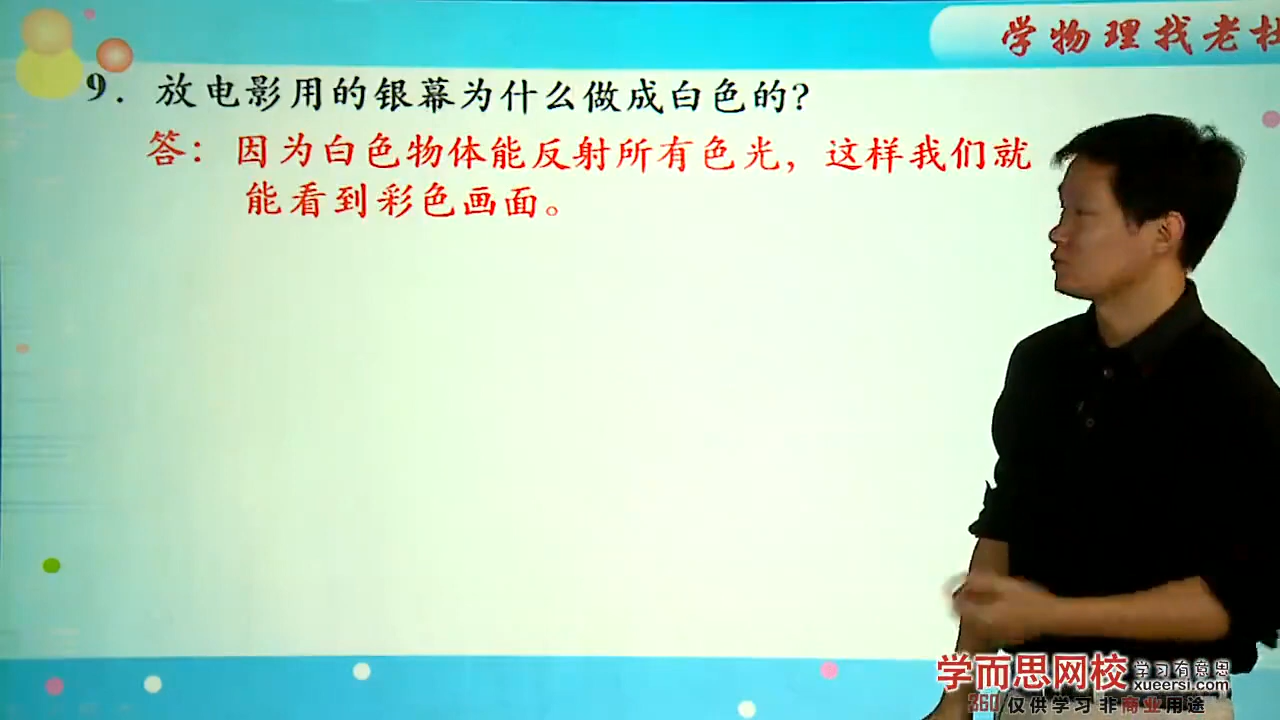 学物理找老杜
9．放电影用的银幕为什么做成白色的?
答：因为白色物体能反射所有色光，这样我们就
能看到彩色画面。
学而思网校 学习有意思
xueersi.com
360 仅供学习 非商业用途